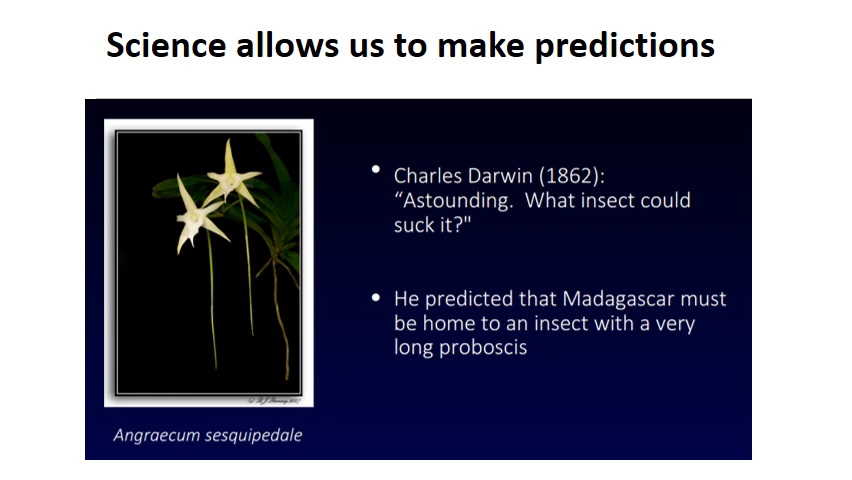 Science allows us to make predictions
• Charles Darwin (1862):
“Astounding.  What insect could
suck it?"
• He predicted that Madagascar must
be home to an insect with a very
long proboscis
Angraecum sesquipedale